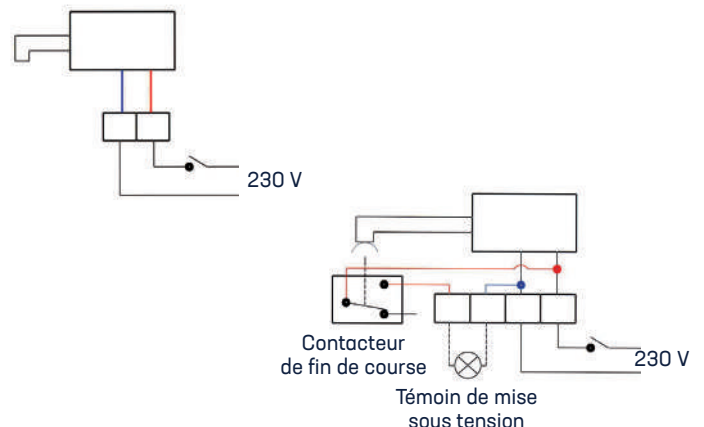 230 V
Contacteur
de fin de course
230 V
Témoin de mise
sous tension